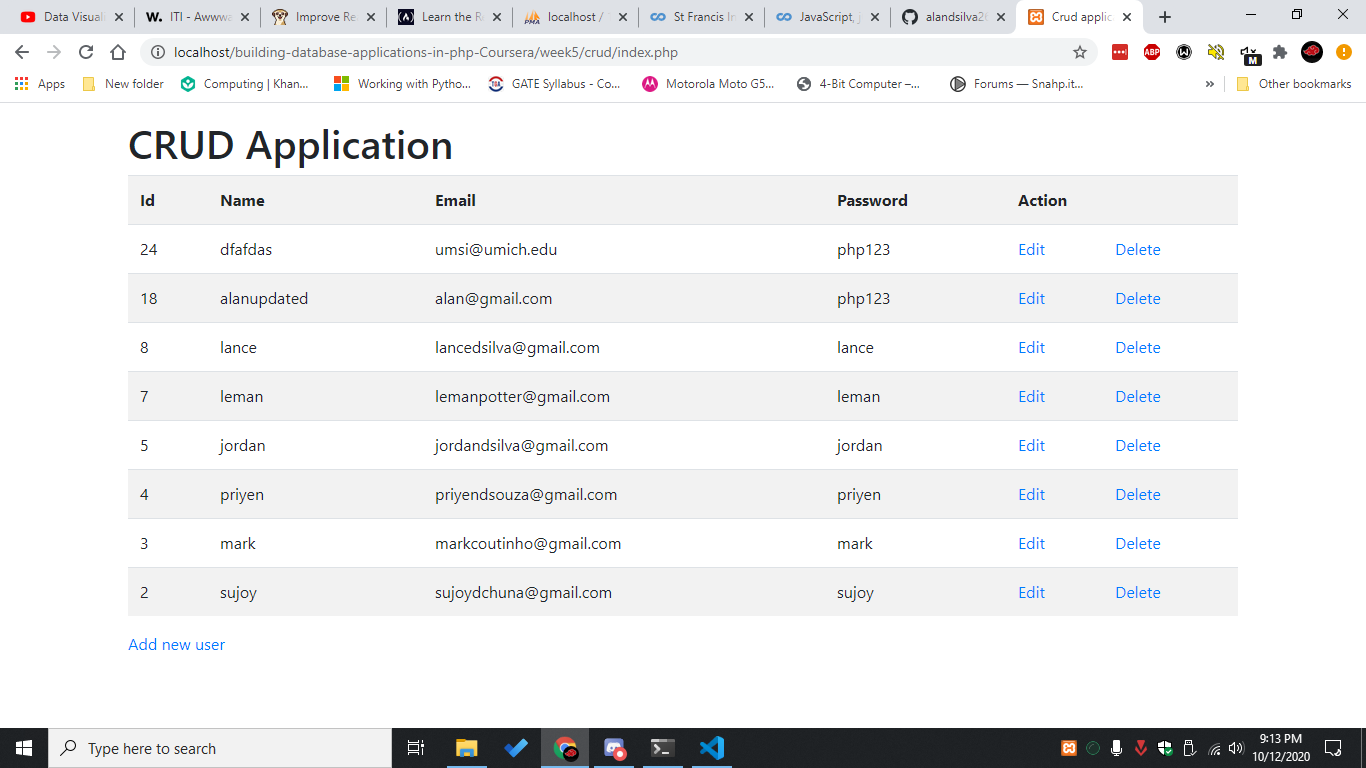 Data Visuali
W. ITI - Awwwa
Improve Re
Learn the R
PMA localhost /
St Francis In
JavaScript, j
alandsilva2
Crud applic
localhost/building-database-applications-in-php-Coursera/week5/crud/index.php
ABP
M
Apps
New folder
Computing | Khan...
Working with Pytho...
GATE Syllabus - Co...
Motorola Moto G5...
4-Bit Computer –...
Forums — Snahp.it...
»
Other bookmarks
CRUD Application
Id Name Email Password Action
24 dfafdas umsi@umich.edu php123 Edit Delete
18 alanupdated alan@gmail.com php123 Edit Delete
8 lance lancedsilva@gmail.com lance Edit Delete
7 leman lemanpotter@gmail.com leman Edit Delete
5 jordan jordandsilva@gmail.com jordan Edit Delete
4 priyen priyendsouza@gmail.com priyen Edit Delete
3 mark markcoutinho@gmail.com mark Edit Delete
2 sujoy sujoydchuna@gmail.com sujoy Edit Delete
Add new user
Type here to search
9:13 PM
10/12/2020